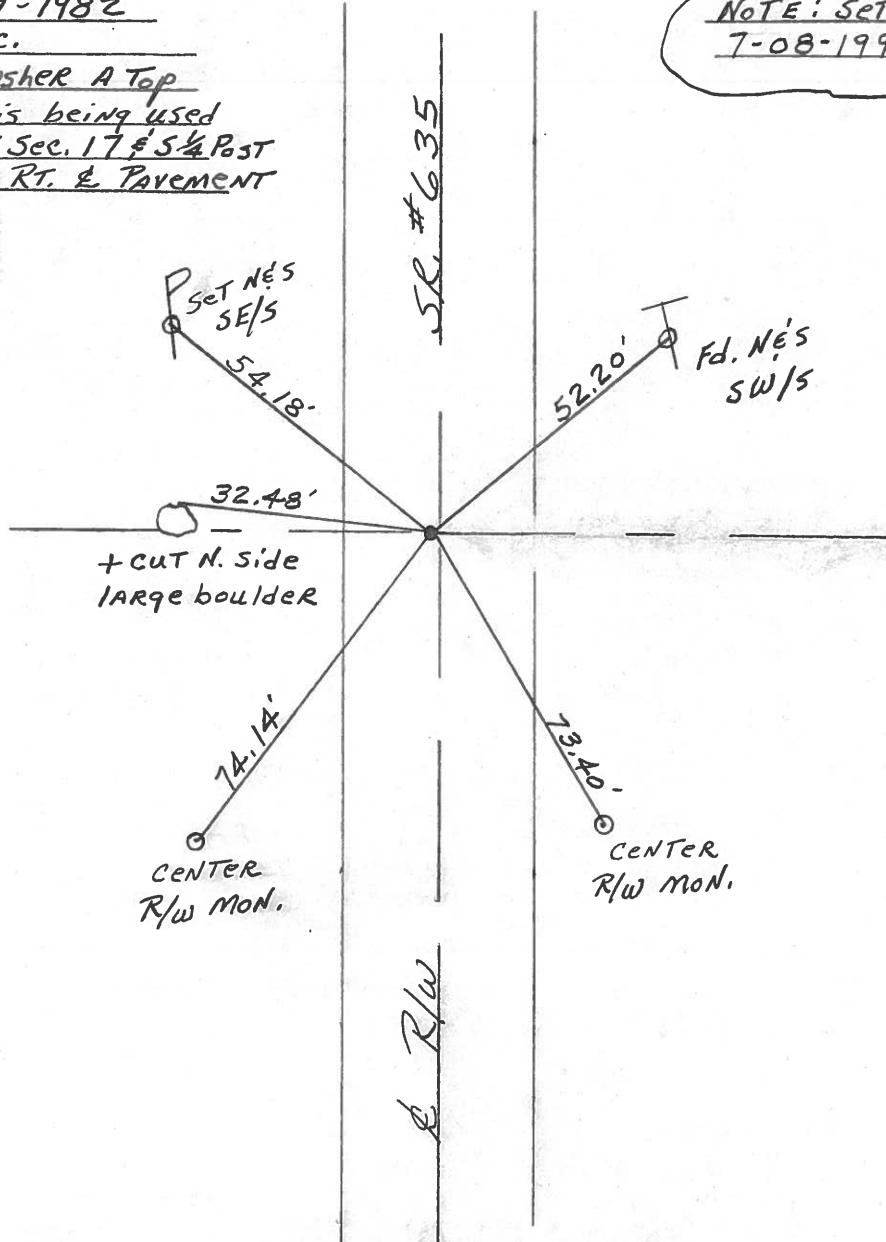 -1982
c.
sher A Top
is being used
Sec. 17 & S¼ Post
RT. ℄ PAVEMENT
NOTE: Set
7-08-199
SR. #635
Set N&S
SE/S
54.18'
52.20'
Fd. N&S
SW/S
32.48'
+ CUT N. Side
lARge boulder
74.14'
73.40'
CENTER
R/W MON.
CENTER
R/W MON.
℄ R/W